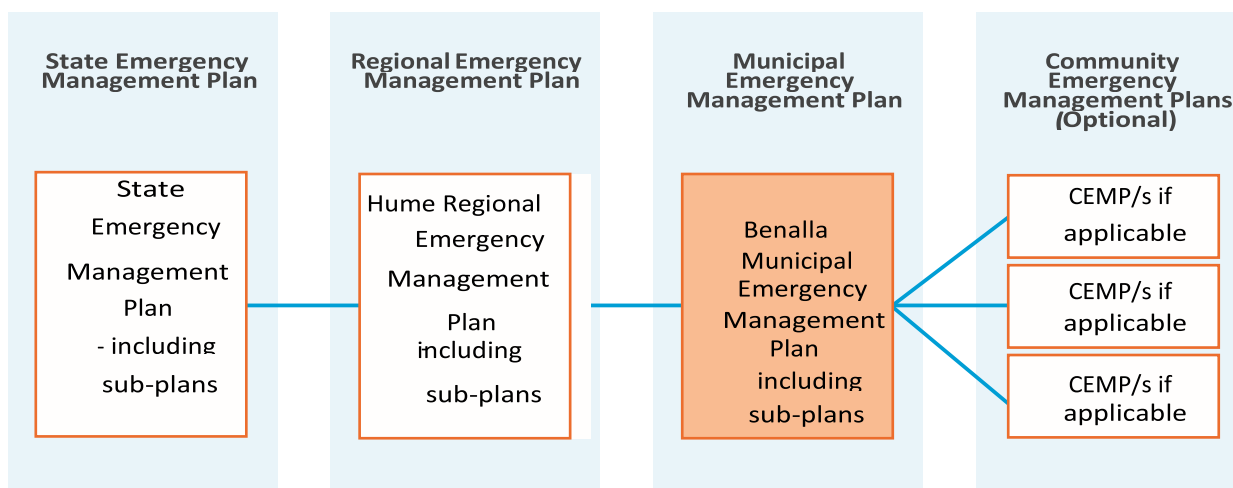 State Emergency
Management Plan
Regional Emergency
Management Plan
Municipal
Emergency
Management Plan
Community
Emergency
Management Plans
(Optional)
State
Emergency
Management
Plan
- including
sub-plans
Hume Regional
Emergency
Management
Plan
including
sub-plans
Benalla
Municipal
Emergency
Management
Plan
including
sub-plans
CEMP/s if
applicable
CEMP/s if
applicable
CEMP/s if
applicable